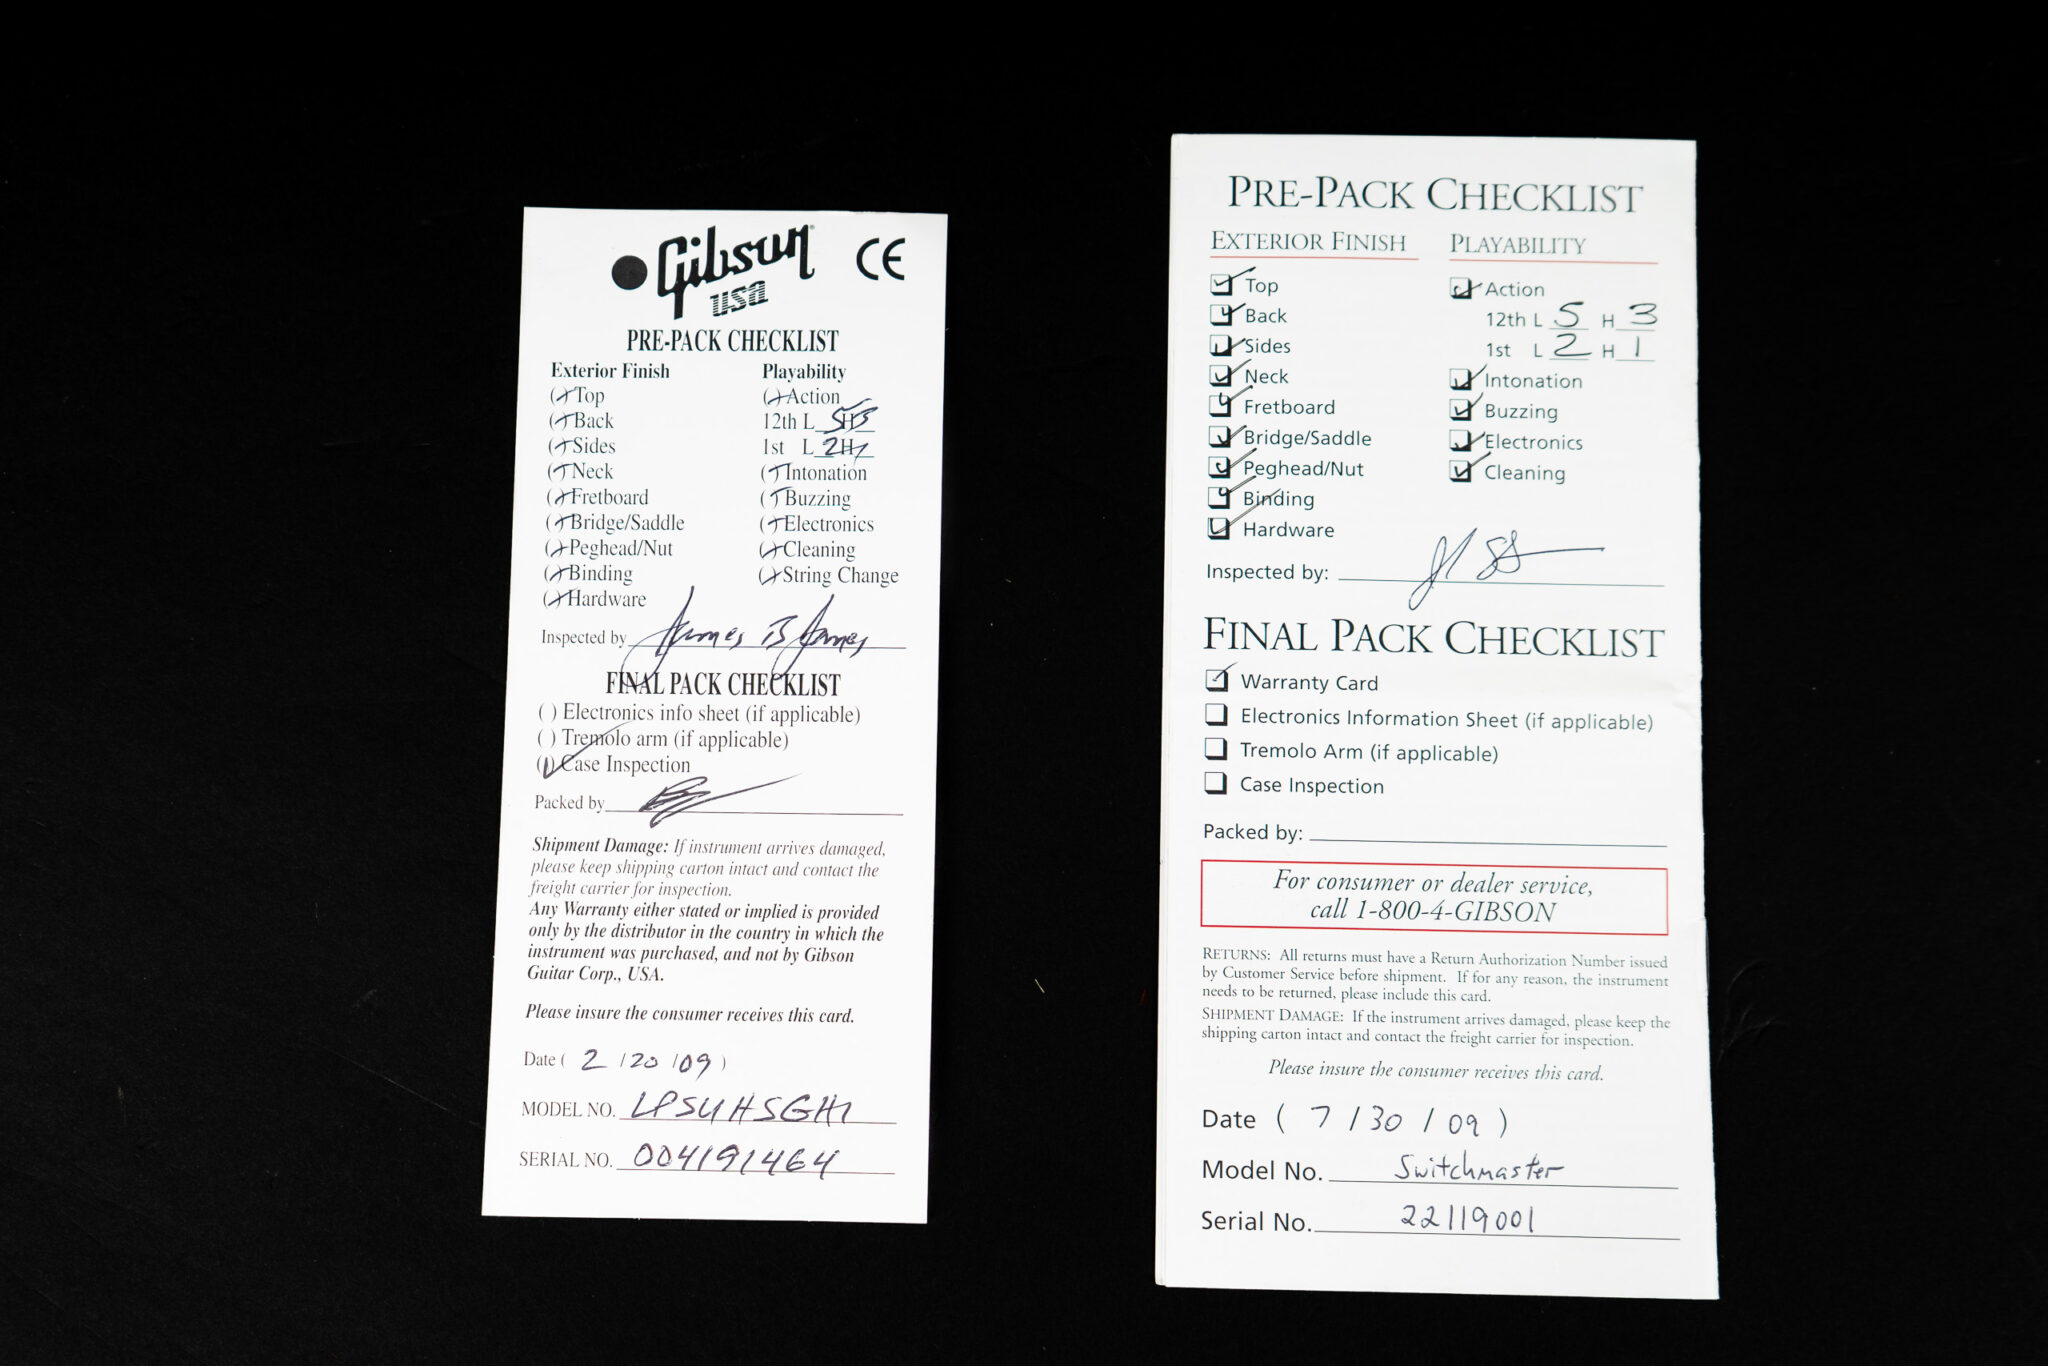 Gibson
usa
CE
PRE-PACK CHECKLIST
Exterior Finish
( ) Top
( ) Back
( ) Sides
( ) Neck
( ) Fretboard
( ) Bridge/Saddle
( ) Peghead/Nut
( ) Binding
( ) Hardware
Playability
( ) Action
12th L 5 H 3
1st L 2 H 1
( ) Intonation
( ) Buzzing
( ) Electronics
( ) Cleaning
( ) String Change
Inspected by James B James
FINAL PACK CHECKLIST
( ) Electronics info sheet (if applicable)
( ) Tremolo arm (if applicable)
( ) Case Inspection
Packed by
Shipment Damage: If instrument arrives damaged,
please keep shipping carton intact and contact the
freight carrier for inspection.
Any Warranty either stated or implied is provided
only by the distributor in the country in which the
instrument was purchased, and not by Gibson
Guitar Corp., USA.
Please insure the consumer receives this card.
Date ( 2 / 20 / 09 )
MODEL NO.
SERIAL NO. 004191464
PRE-PACK CHECKLIST
EXTERIOR FINISH
Top
Back
Sides
Neck
Fretboard
Bridge/Saddle
Peghead/Nut
Binding
Hardware
PLAYABILITY
Action
12th L 5 H 3
1st L 2 H 1
Intonation
Buzzing
Electronics
Cleaning
Inspected by:
FINAL PACK CHECKLIST
Warranty Card
Electronics Information Sheet (if applicable)
Tremolo Arm (if applicable)
Case Inspection
Packed by:
For consumer or dealer service,
call 1-800-4-GIBSON
RETURNS: All returns must have a Return Authorization Number issued
by Customer Service before shipment. If for any reason, the instrument
needs to be returned, please include this card.
SHIPMENT DAMAGE: If the instrument arrives damaged, please keep the
shipping carton intact and contact the freight carrier for inspection.
Please insure the consumer receives this card.
Date ( 7 / 30 / 09 )
Model No. Switchmaster
Serial No. 22119001